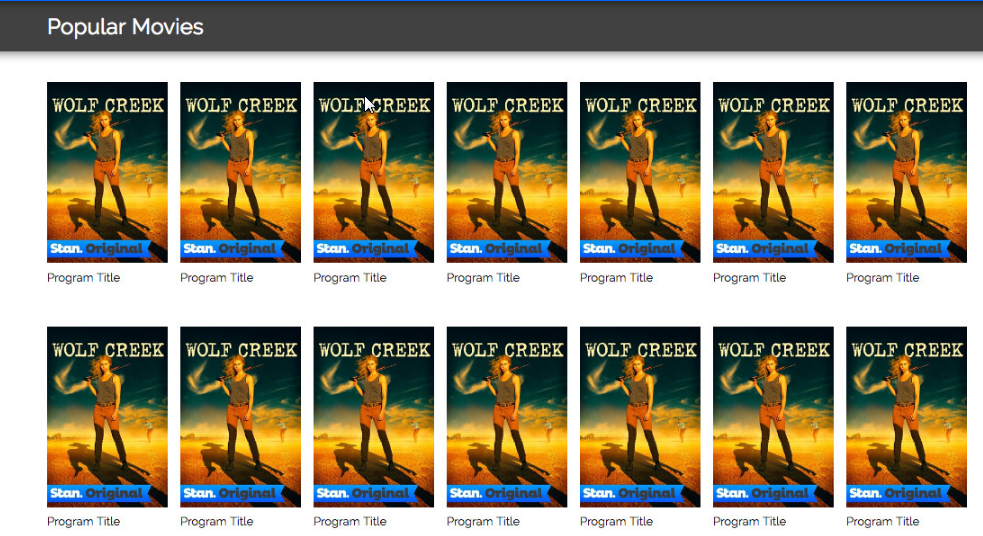 Popular Movies
WOLF CREEK WOLF CREEK WOLF CREEK WOLF CREEK WOLF CREEK WOLF CREEK WOLF CREEK
Stan. Original Stan. Original Stan. Original Stan. Original Stan. Original Stan. Original Stan. Original
Program Title Program Title Program Title Program Title Program Title Program Title Program Title
WOLF CREEK WOLF CREEK WOLF CREEK WOLF CREEK WOLF CREEK WOLF CREEK WOLF CREEK
Stan. Original Stan. Original Stan. Original Stan. Original Stan. Original Stan. Original Stan. Original
Program Title Program Title Program Title Program Title Program Title Program Title Program Title